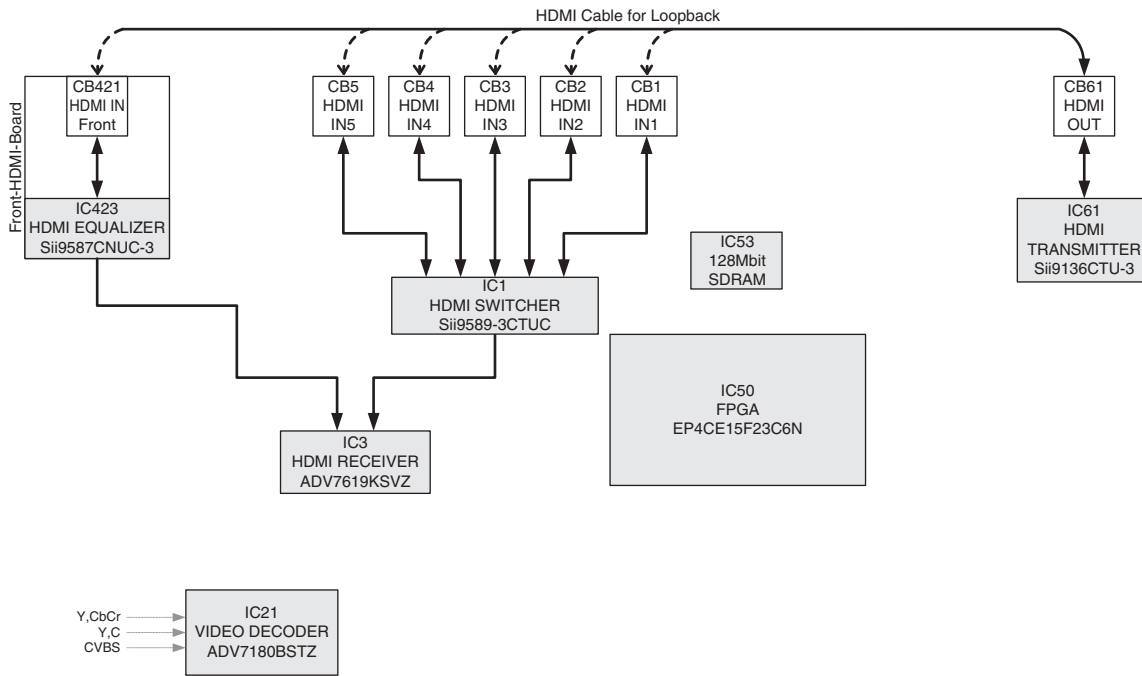 HDMI Cable for Loopback
Front-HDMI-Board
CB421
HDMI IN
Front
CB5
HDMI
IN5
CB4
HDMI
IN4
CB3
HDMI
IN3
CB2
HDMI
IN2
CB1
HDMI
IN1
CB61
HDMI
OUT
IC423
HDMI EQUALIZER
Sii9587CNUC-3
IC61
HDMI
TRANSMITTER
Sii9136CTU-3
IC53
128Mbit
SDRAM
IC1
HDMI SWITCHER
Sii9589-3CTUC
IC50
FPGA
EP4CE15F23C6N
IC3
HDMI RECEIVER
ADV7619KSVZ
Y,CbCr
Y,C
CVBS
IC21
VIDEO DECODER
ADV7180BSTZ